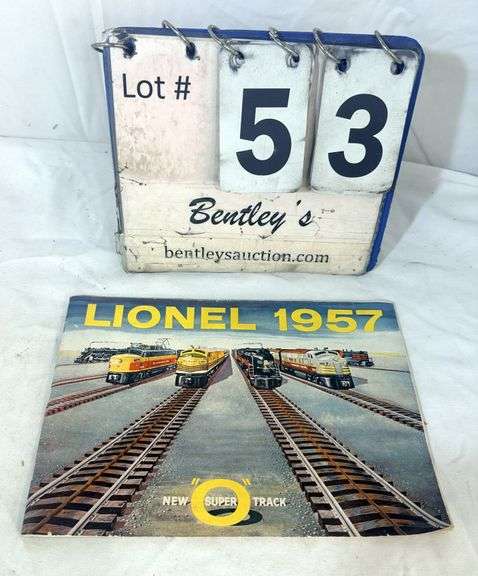 Lot # 53
Bentley's
bentleysauction.com
LIONEL 1957
NEW "O" TRACK
SUPER